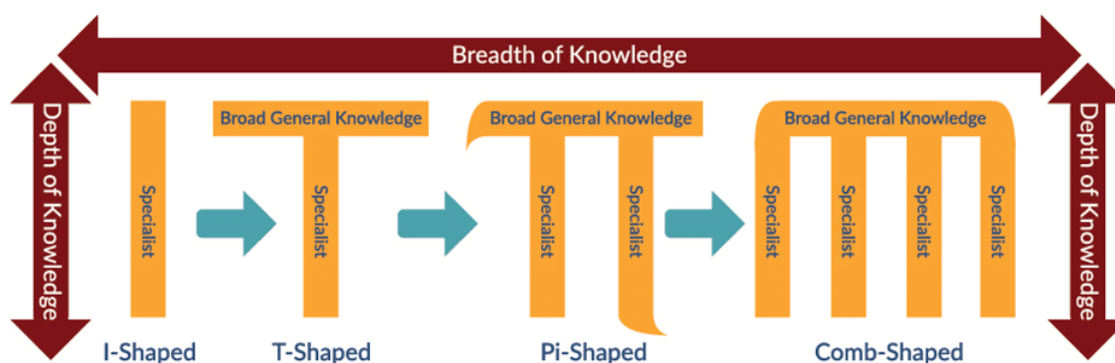 Breadth of Knowledge
Depth of Knowledge
Depth of Knowledge
Specialist
Broad General Knowledge
Specialist
Broad General Knowledge
Specialist
Specialist
Broad General Knowledge
Specialist
Specialist
Specialist
Specialist
I-Shaped
T-Shaped
Pi-Shaped
Comb-Shaped